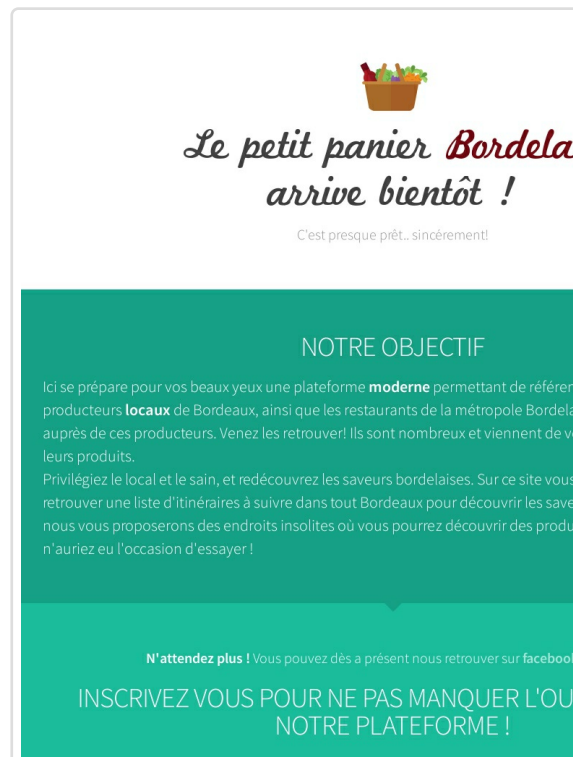 Le petit panier Bordela
arrive bientôt !
C'est presque prêt.. sincérement!
NOTRE OBJECTIF
Ici se prépare pour vos beaux yeux une plateforme moderne permettant de référen
producteurs locaux de Bordeaux, ainsi que les restaurants de la métropole Bordela
auprès de ces producteurs. Venez les retrouver! Ils sont nombreux et viennent de v
leurs produits.
Privilégiez le local et le sain, et redécouvrez les saveurs bordelaises. Sur ce site vous
retrouver une liste d'itinéraires à suivre dans tout Bordeaux pour découvrir les save
nous vous proposerons des endroits insolites où vous pourrez découvrir des produ
n'auriez eu l'occasion d'essayer !
N'attendez plus ! Vous pouvez dès a présent nous retrouver sur facebook
INSCRIVEZ VOUS POUR NE PAS MANQUER L'OU
NOTRE PLATEFORME !